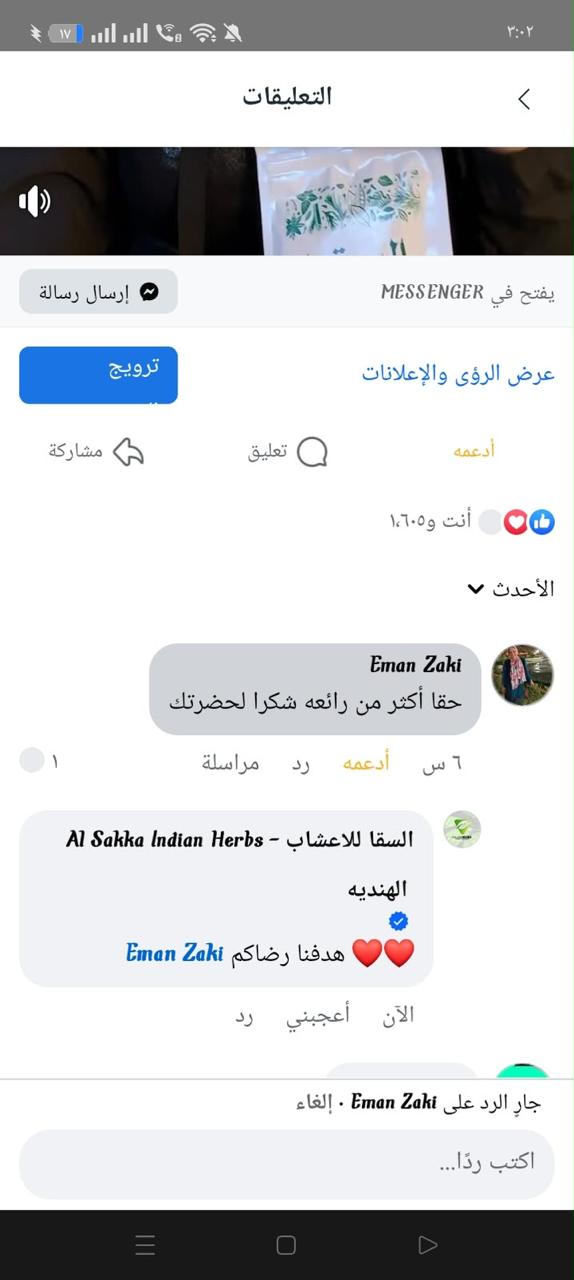 ١٧
٣:٠٢
التعليقات
يفتح في MESSENGER
إرسال رسالة
عرض الرؤى والإعلانات
ترويج
أدعمه
تعليق
مشاركة
أنت و١٬٦٠٥
الأحدث
Eman Zaki
حقا أكثر من رائعه شكرا لحضرتك
٦ س أدعمه رد مراسلة ١
السقا للاعشاب - Al Sakka Indian Herbs
الهنديه
❤️❤️ هدفنا رضاكم Eman Zaki
الآن أعجبني رد
جارٍ الرد على Eman Zaki · إلغاء
اكتب ردًا...